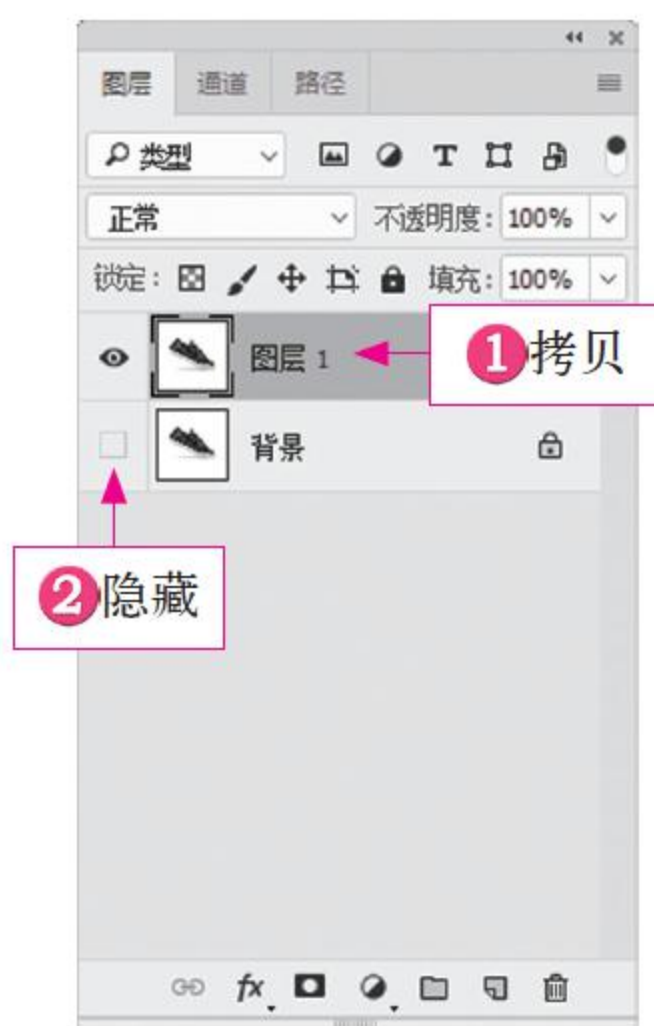 图层 通道 路径
类型
正常 不透明度: 100%
锁定: 填充: 100%
图层 1 1拷贝
背景
2隐藏
fx